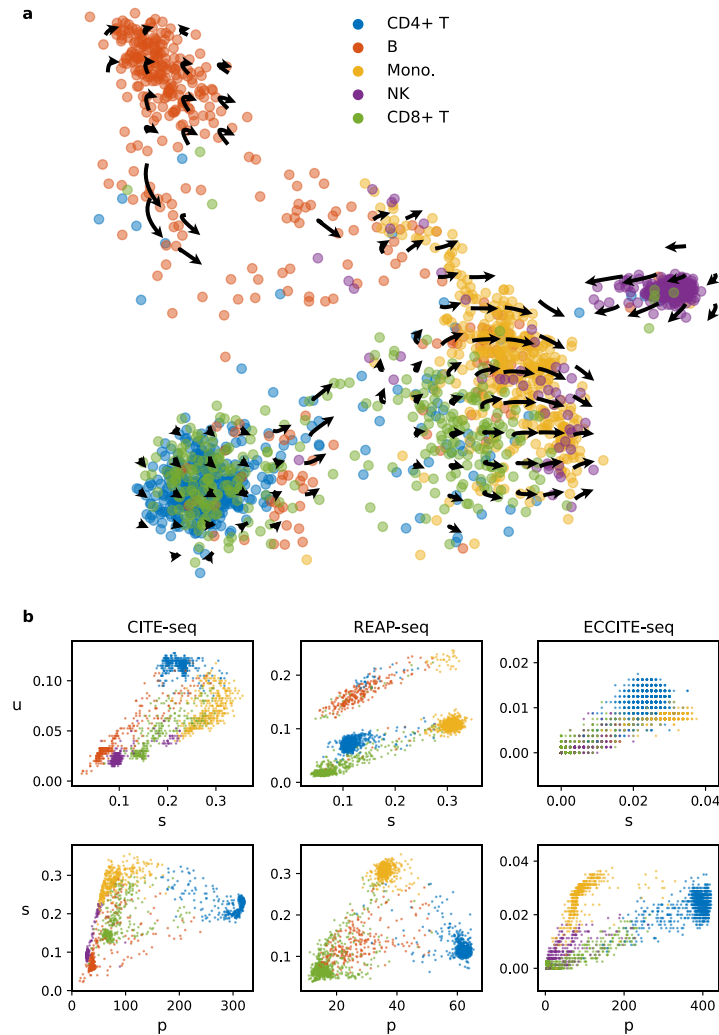 a
CD4+ T
B
Mono.
NK
CD8+ T
b
CITE-seq
REAP-seq
ECCITE-seq
u
0.10
0.05
0.00
0.1 0.2 0.3
s
0.2
0.1
0.0
0.1 0.2 0.3
s
0.02
0.01
0.00
0.00 0.02 0.04
s
s
0.3
0.2
0.1
0.0
0 100 200 300
p
0.3
0.2
0.1
20 40 60
p
0.04
0.02
0.00
0 200 400
p